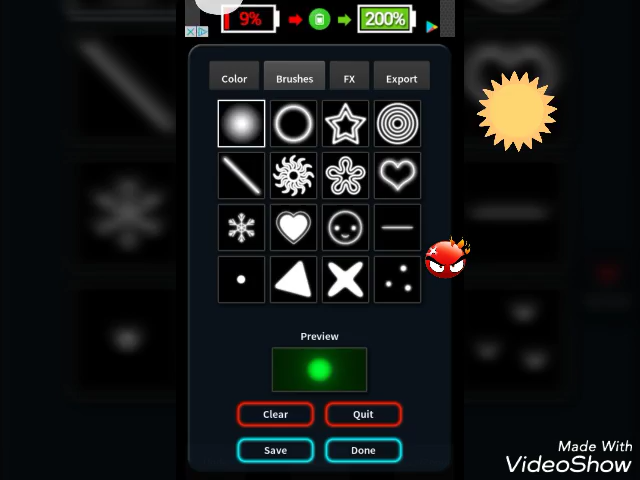 9%
200%
Color
Brushes
FX
Export
Preview
Clear
Quit
Save
Done
Made With
VideoShow